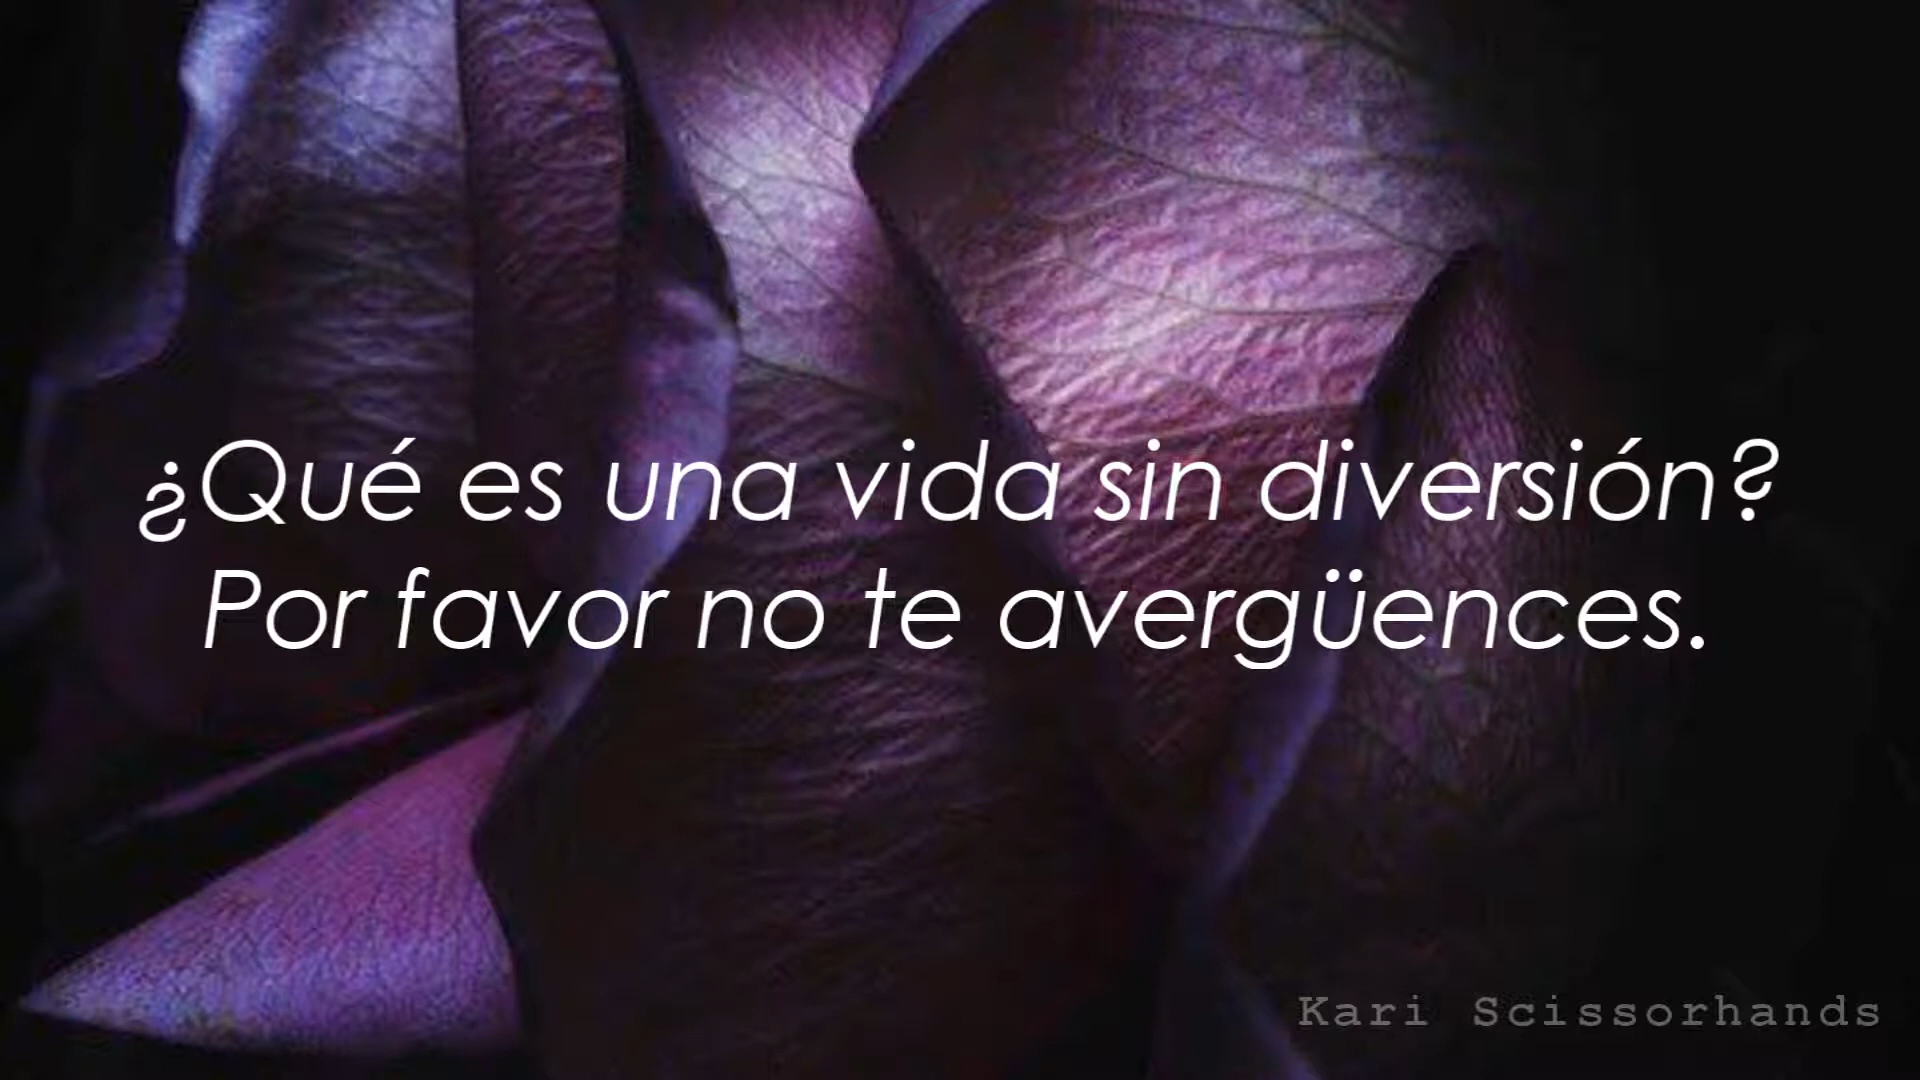 ¿Qué es una vida sin diversión?
Por favor no te avergüences.
Kari Scissorhands